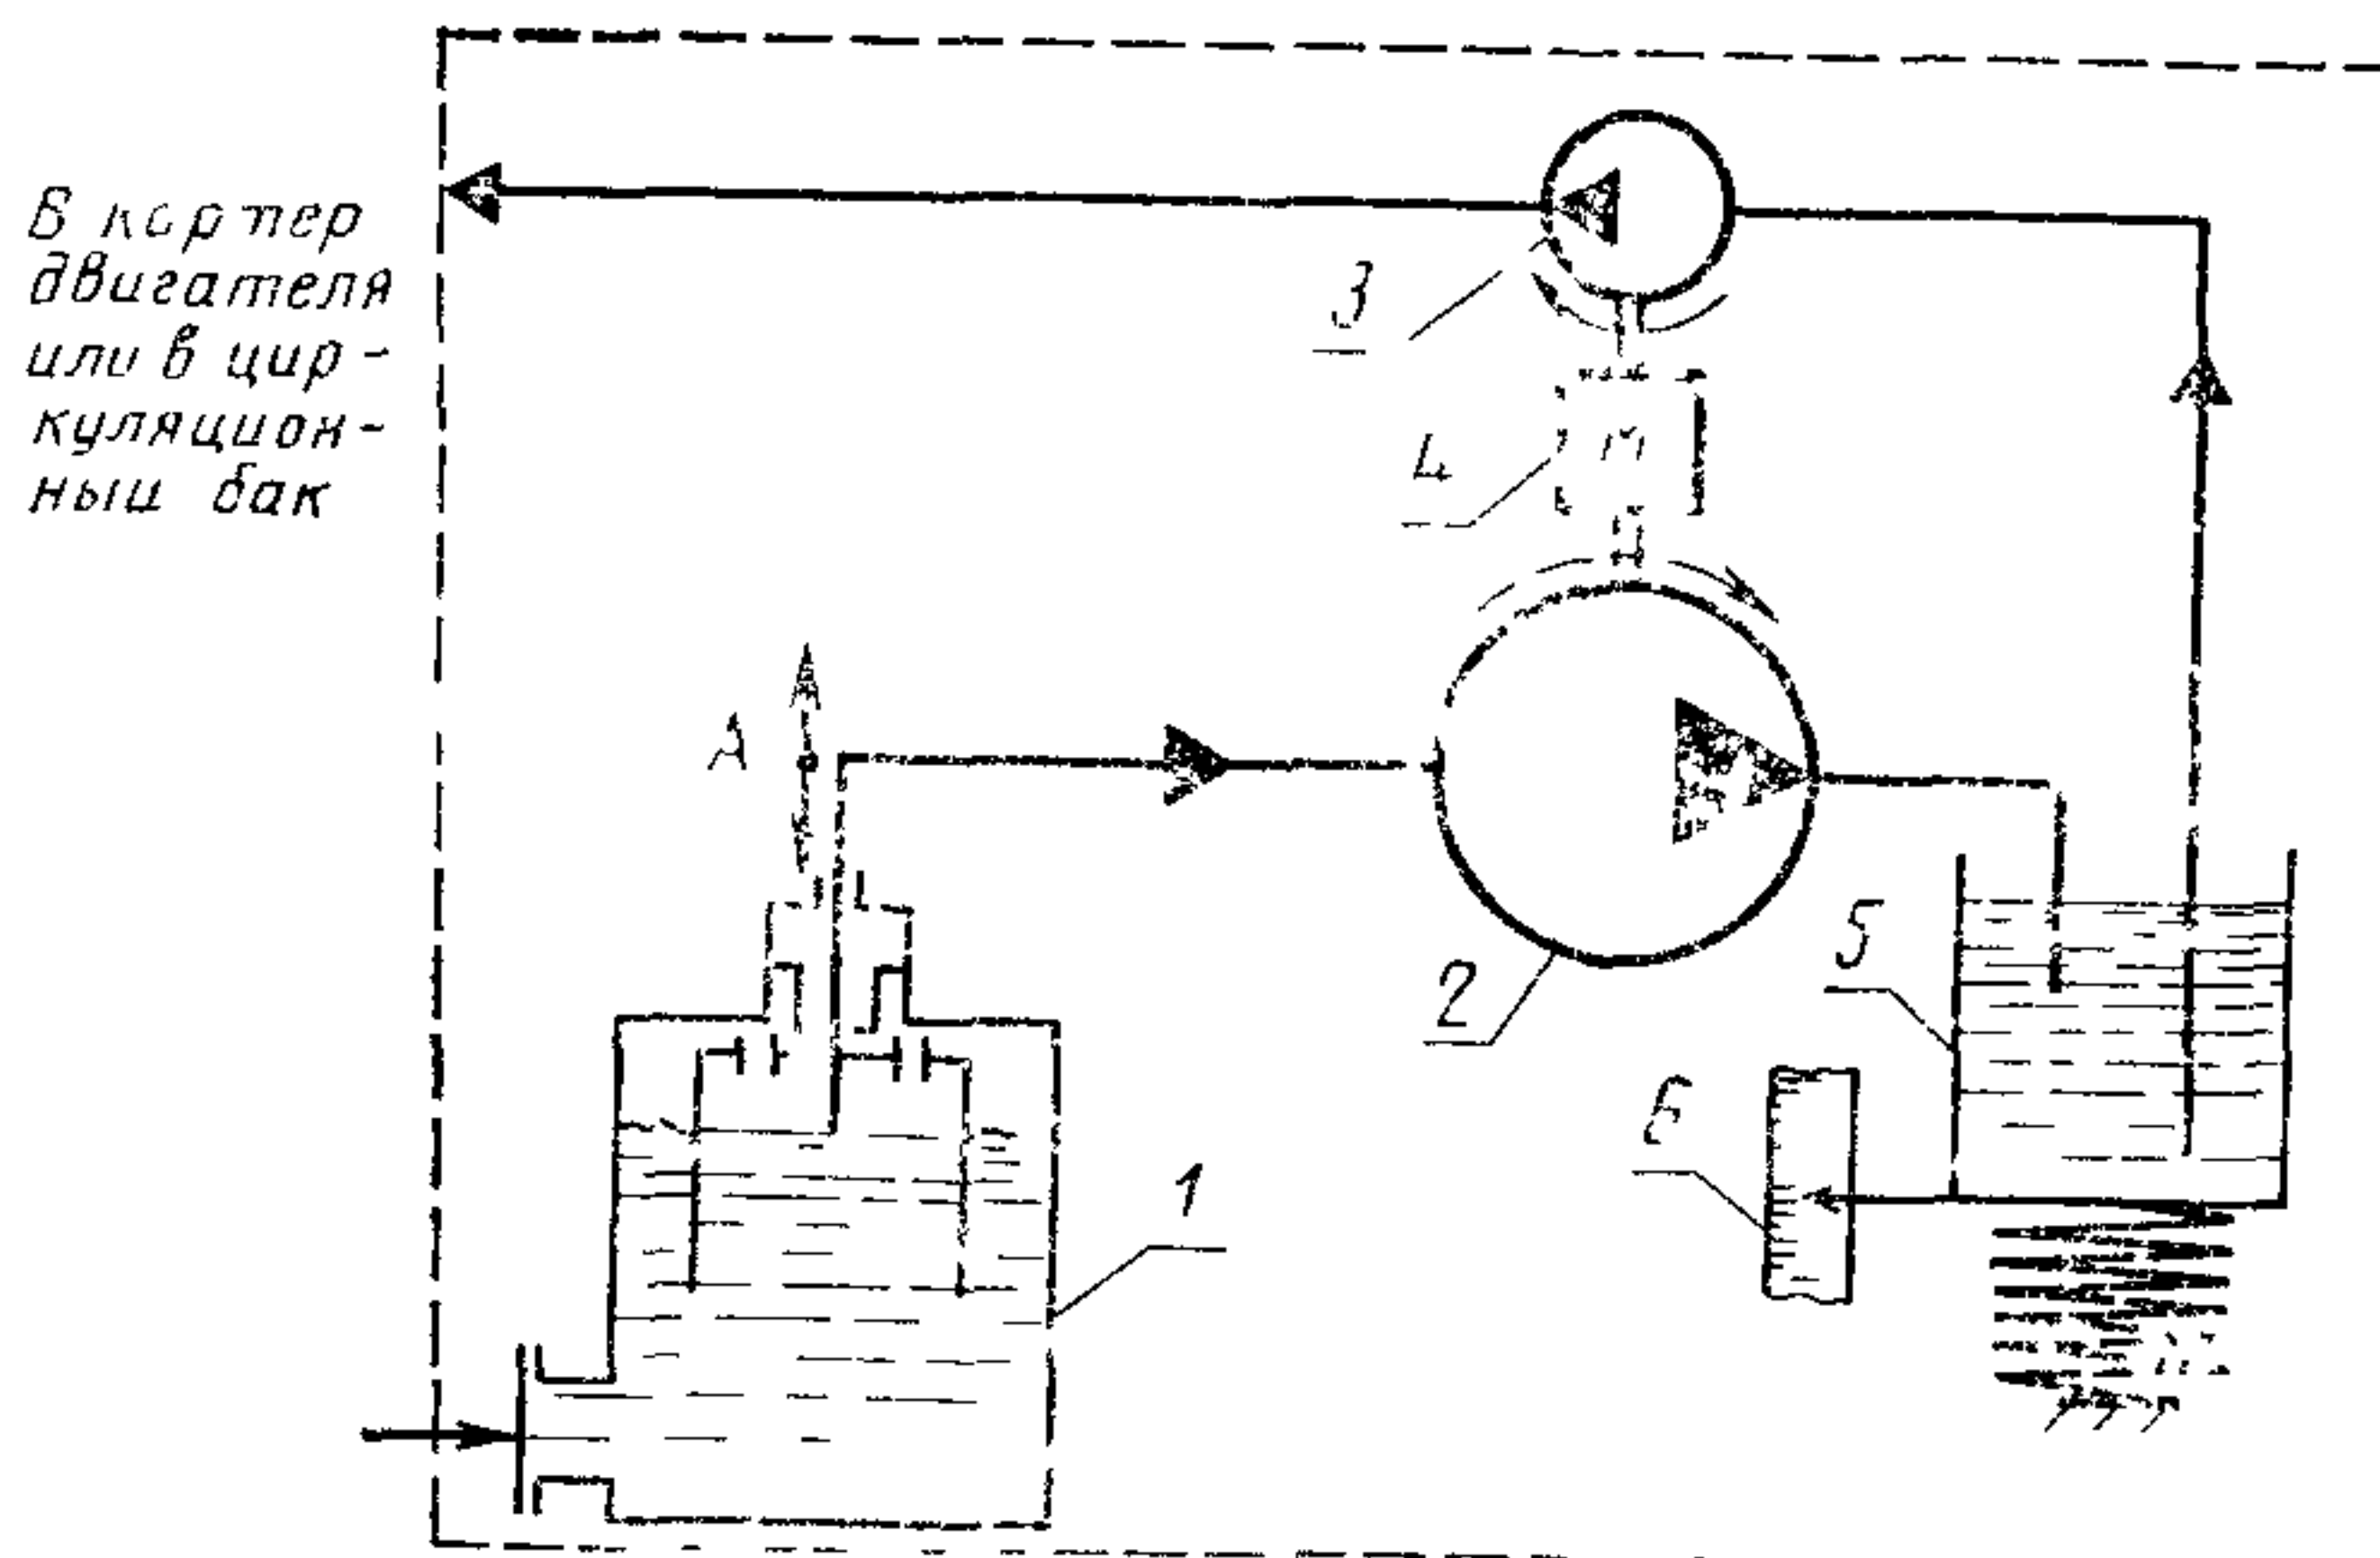 В картер
двигателя
или в цир-
куляцион-
ный бак
3
4
М
А
2
5
6
1